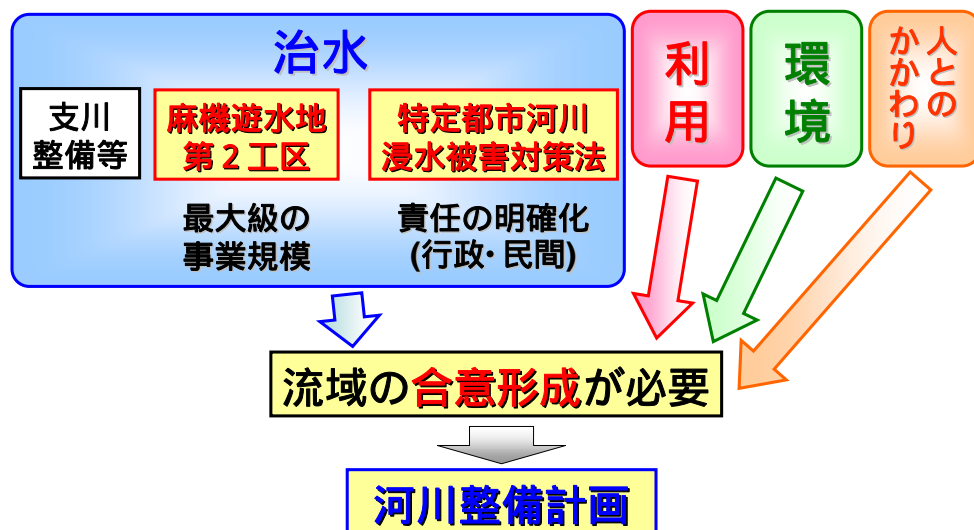 治水
支川
整備等
麻機遊水地
第2工区
最大級の
事業規模
特定都市河川
浸水被害対策法
責任の明確化
(行政・民間)
利用
環境
人との
かかわり
流域の合意形成が必要
河川整備計画